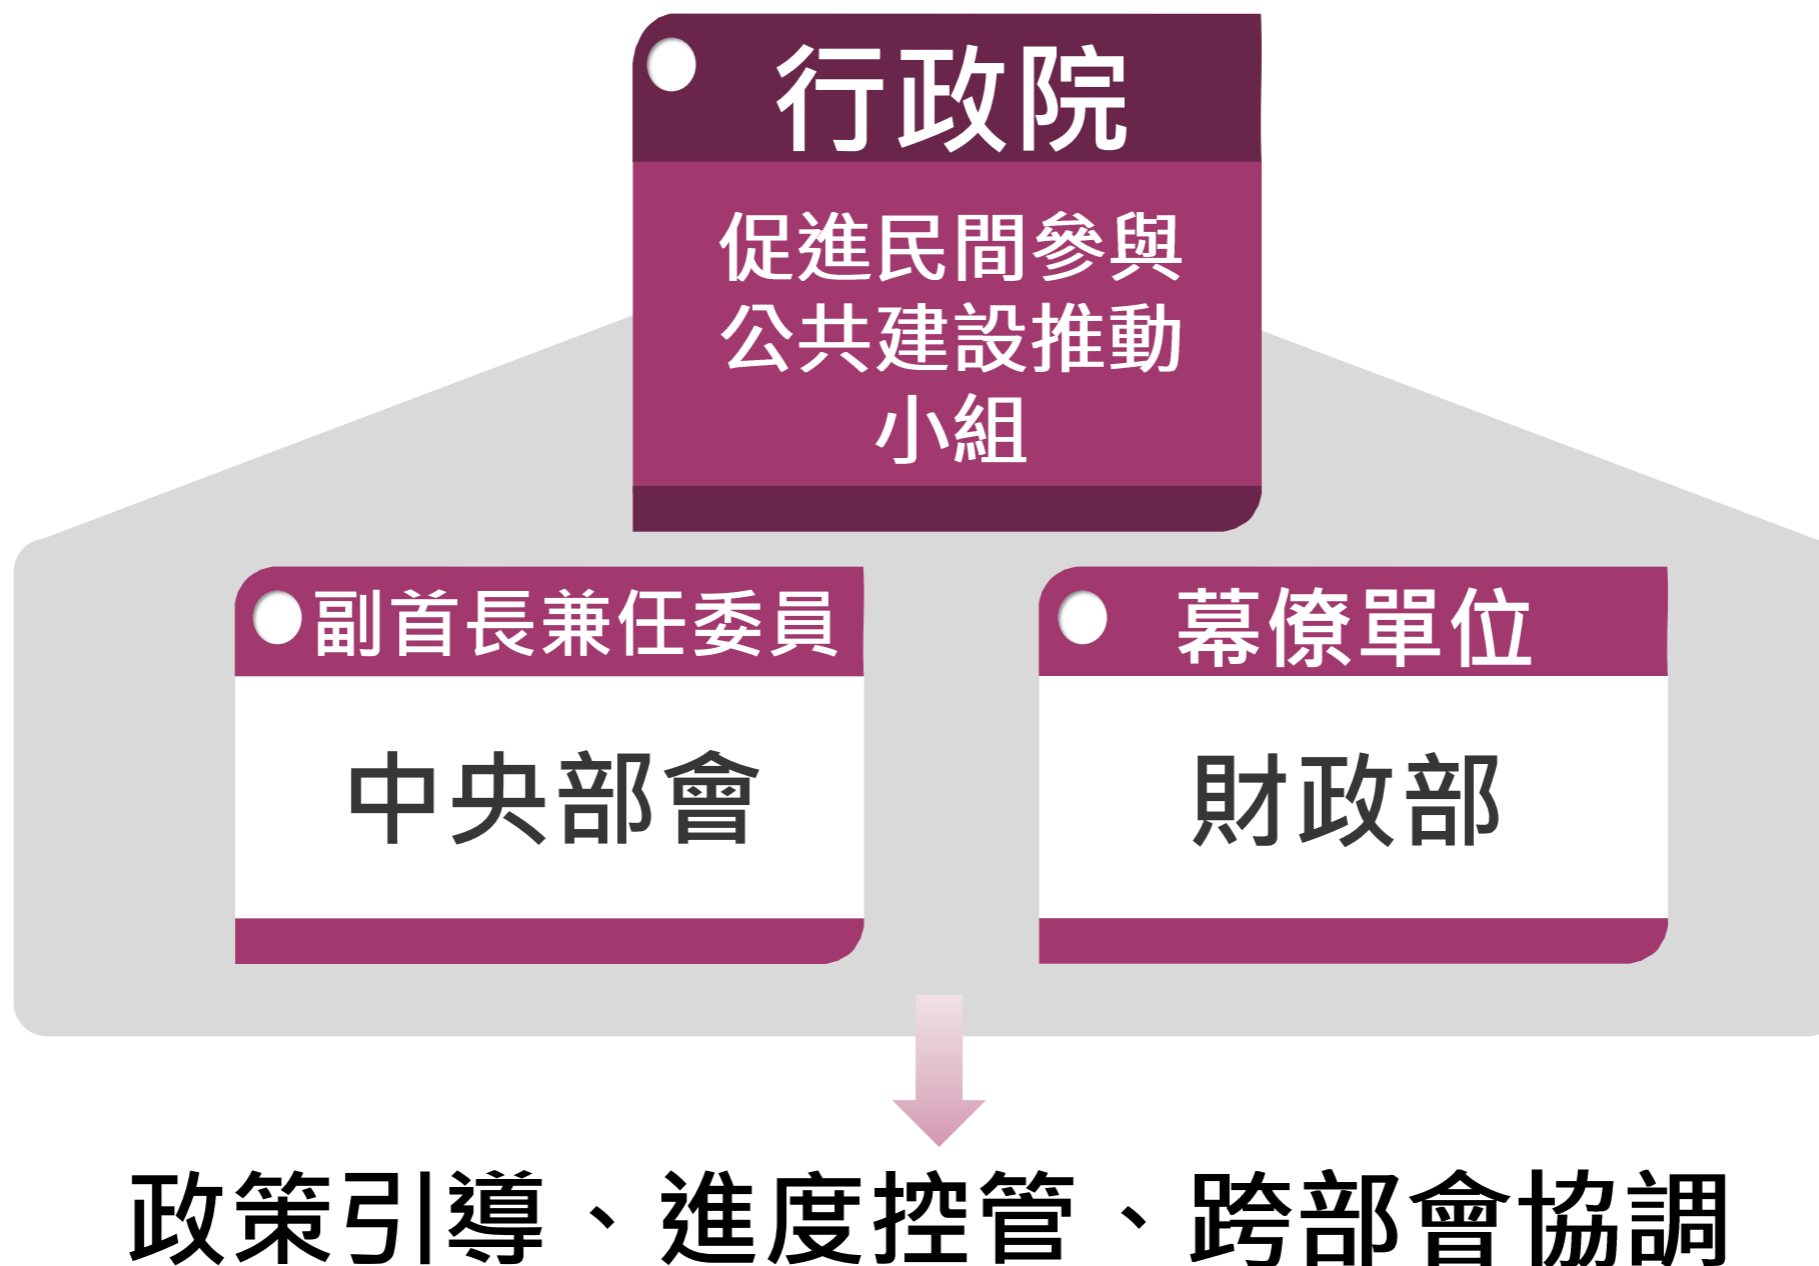 行政院
促進民間參與
公共建設推動
小組
副首長兼任委員
中央部會
幕僚單位
財政部
政策引導、進度控管、跨部會協調